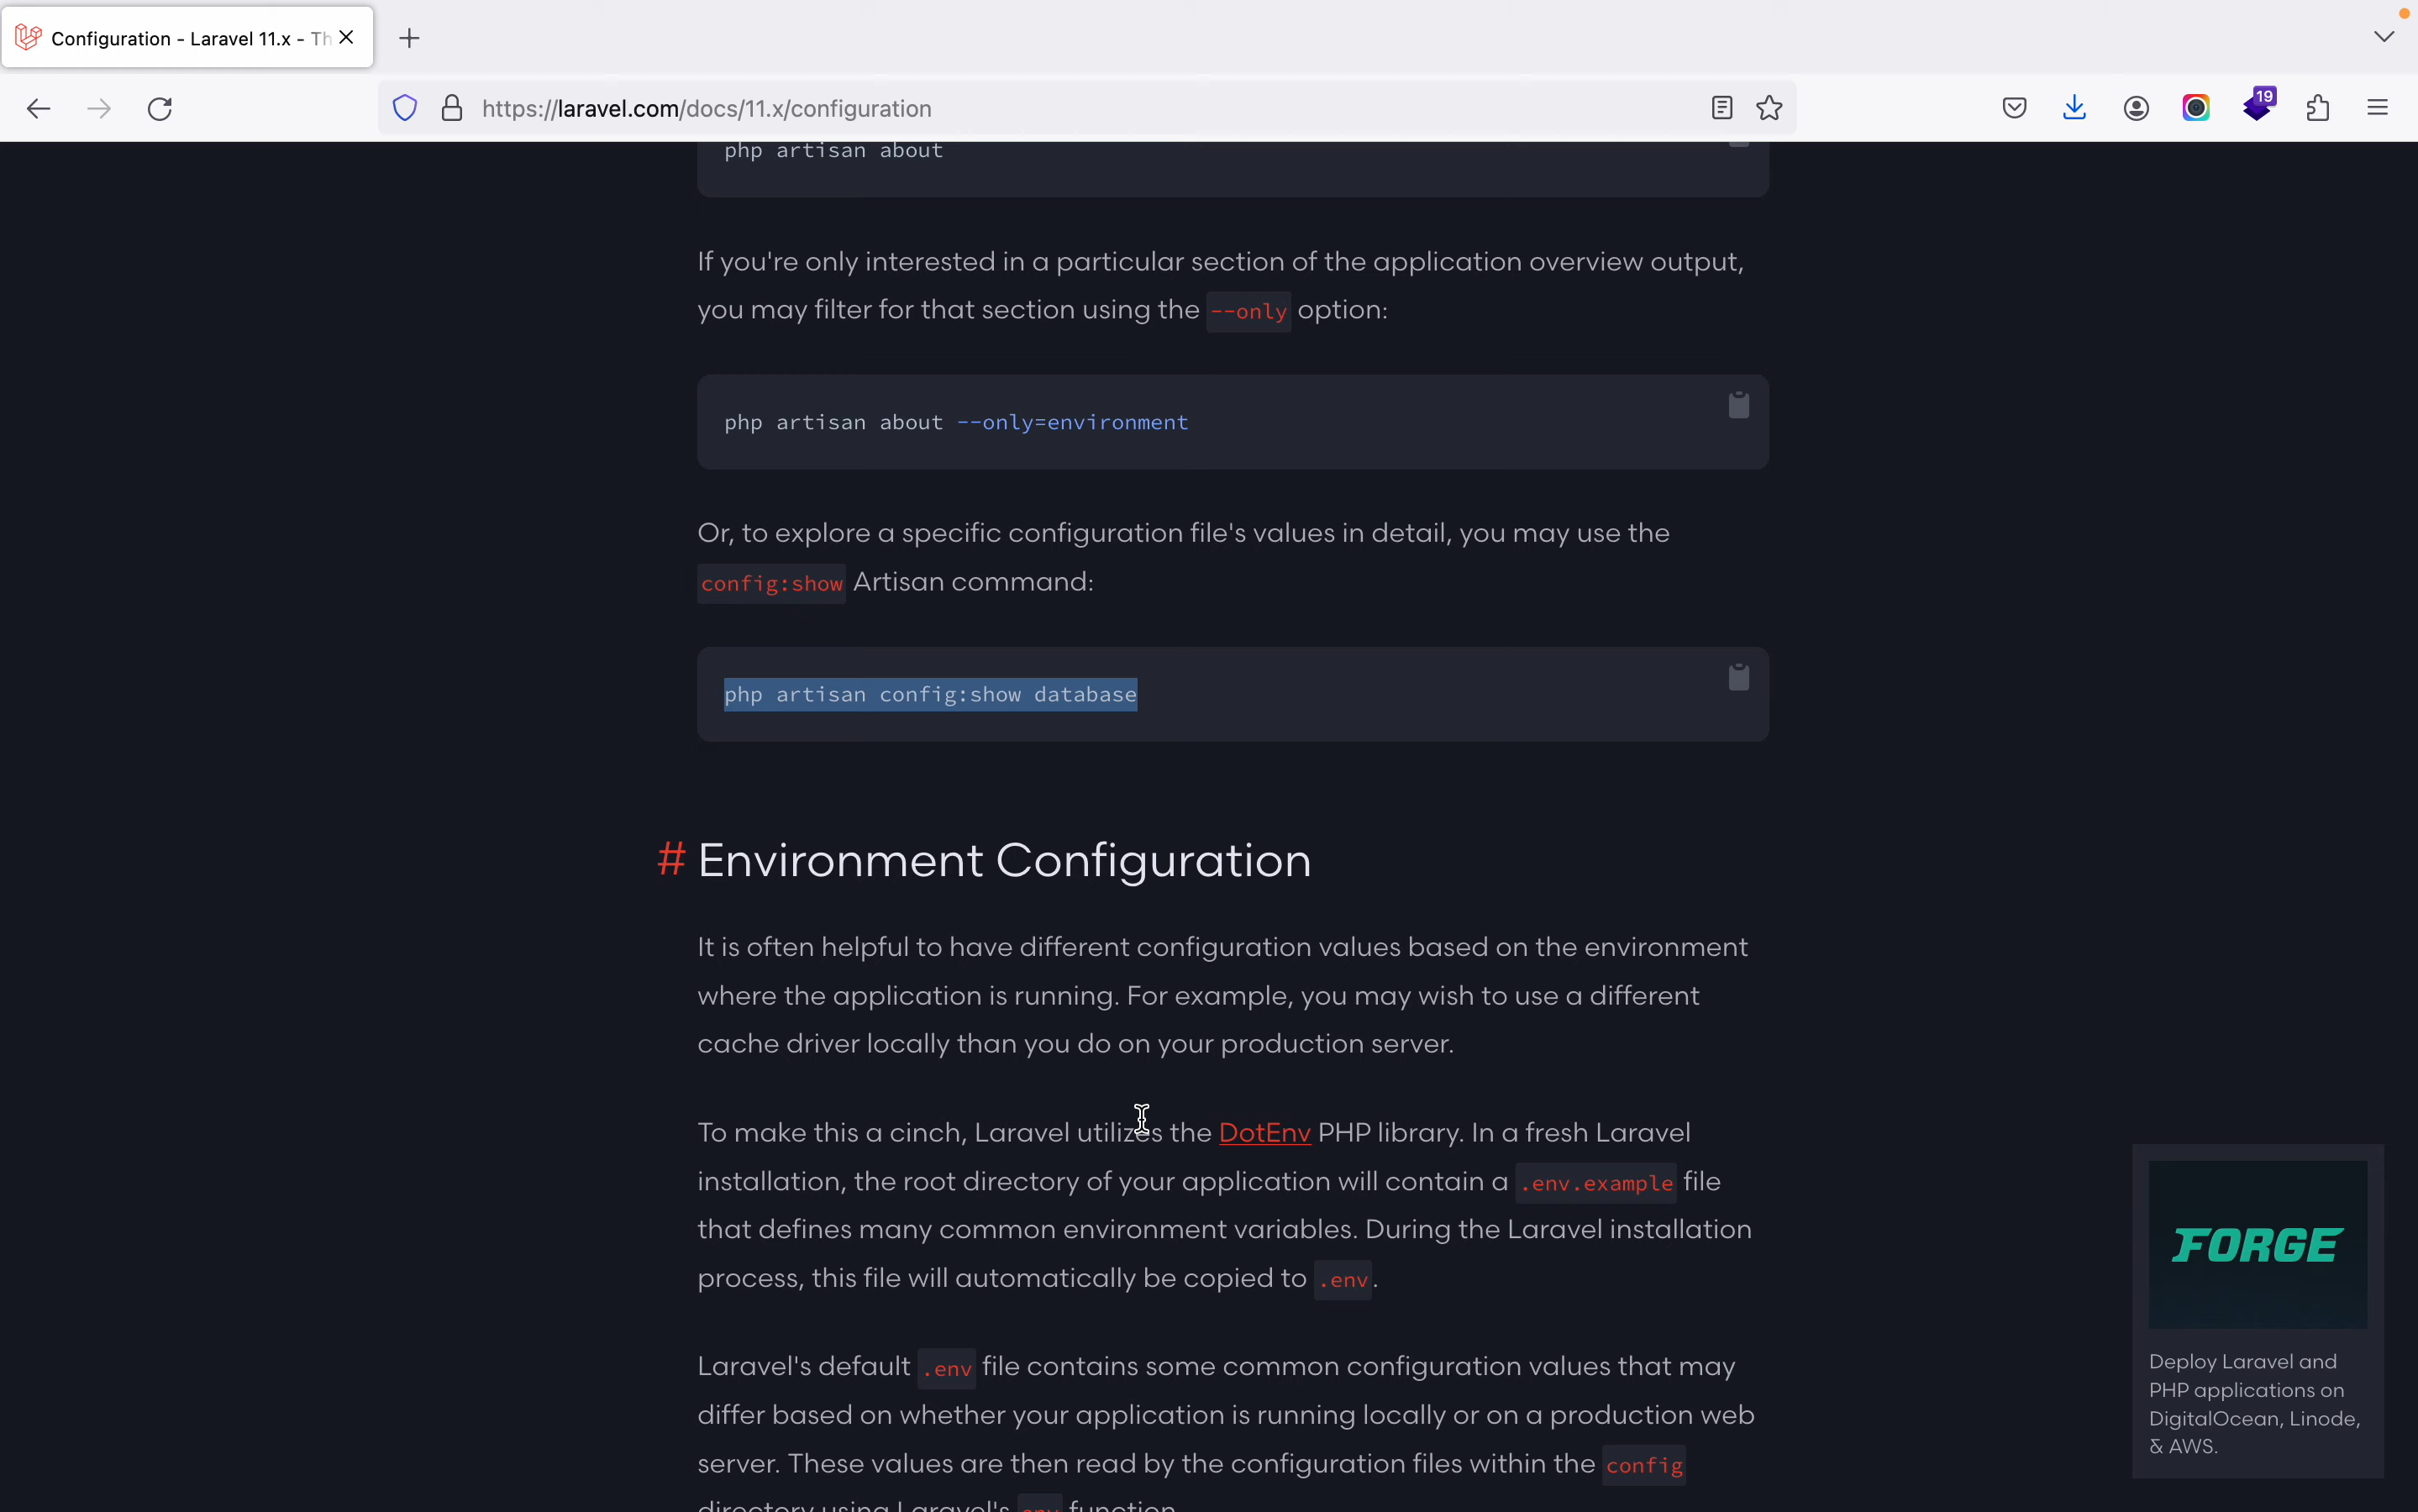 Configuration - Laravel 11.x - Th
https://laravel.com/docs/11.x/configuration
19
php artisan about
If you're only interested in a particular section of the application overview output,
you may filter for that section using the --only option:
php artisan about --only=environment
Or, to explore a specific configuration file's values in detail, you may use the
config:show Artisan command:
php artisan config:show database
# Environment Configuration
It is often helpful to have different configuration values based on the environment
where the application is running. For example, you may wish to use a different
cache driver locally than you do on your production server.
To make this a cinch, Laravel utilizes the DotEnv PHP library. In a fresh Laravel
installation, the root directory of your application will contain a .env.example file
that defines many common environment variables. During the Laravel installation
process, this file will automatically be copied to .env.
Laravel's default .env file contains some common configuration values that may
differ based on whether your application is running locally or on a production web
server. These values are then read by the configuration files within the config
directory using Laravel's env function.
FORGE
Deploy Laravel and
PHP applications on
DigitalOcean, Linode,
& AWS.